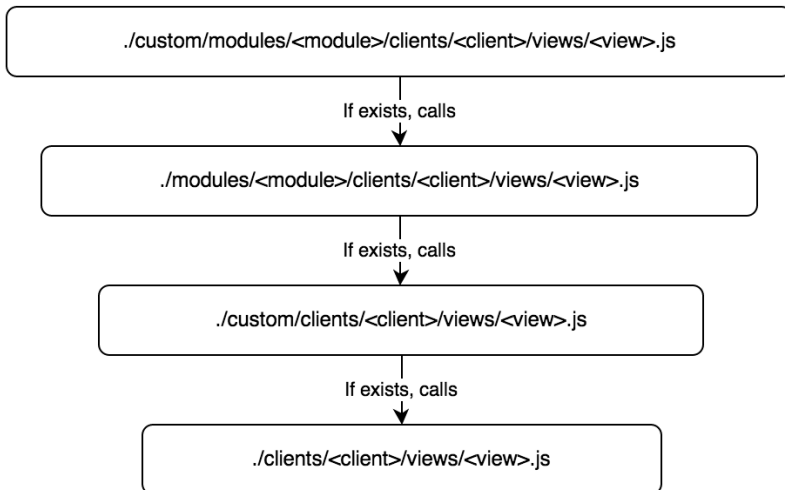 ./custom/modules/<module>/clients/<client>/views/<view>.js
If exists, calls
./modules/<module>/clients/<client>/views/<view>.js
If exists, calls
./custom/clients/<client>/views/<view>.js
If exists, calls
./clients/<client>/views/<view>.js